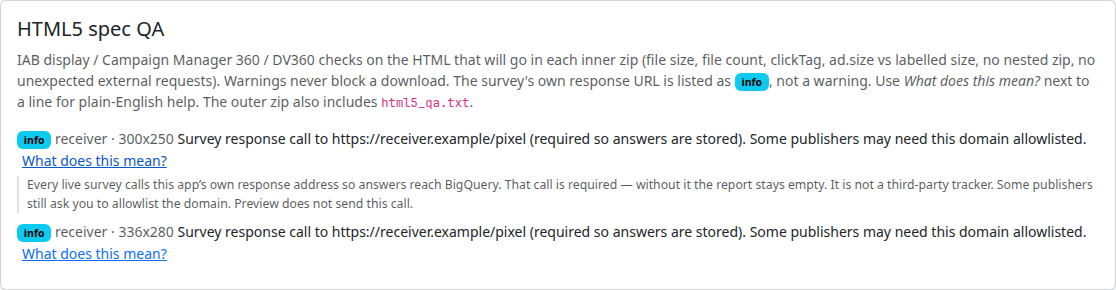 HTML5 spec QA
IAB display / Campaign Manager 360 / DV360 checks on the HTML that will go in each inner zip (file size, file count, clickTag, ad.size vs labelled size, no nested zip, no
unexpected external requests). Warnings never block a download. The survey's own response URL is listed as info, not a warning. Use What does this mean? next to
a line for plain-English help. The outer zip also includes html5_qa.txt.
info receiver · 300x250 Survey response call to https://receiver.example/pixel (required so answers are stored). Some publishers may need this domain allowlisted.
What does this mean?
Every live survey calls this app’s own response address so answers reach BigQuery. That call is required — without it the report stays empty. It is not a third-party tracker. Some publishers
still ask you to allowlist the domain. Preview does not send this call.
info receiver · 336x280 Survey response call to https://receiver.example/pixel (required so answers are stored). Some publishers may need this domain allowlisted.
What does this mean?